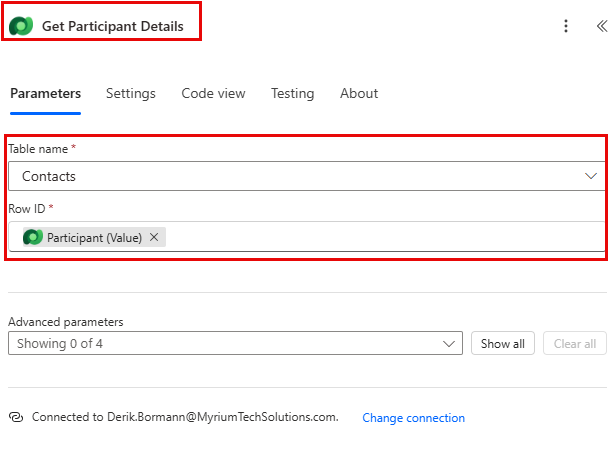 Get Participant Details
Parameters Settings Code view Testing About
Table name *
Contacts
Row ID *
Participant (Value)
Advanced parameters
Showing 0 of 4 Show all Clear all
Connected to Derik.Bormann@MyriumTechSolutions.com. Change connection